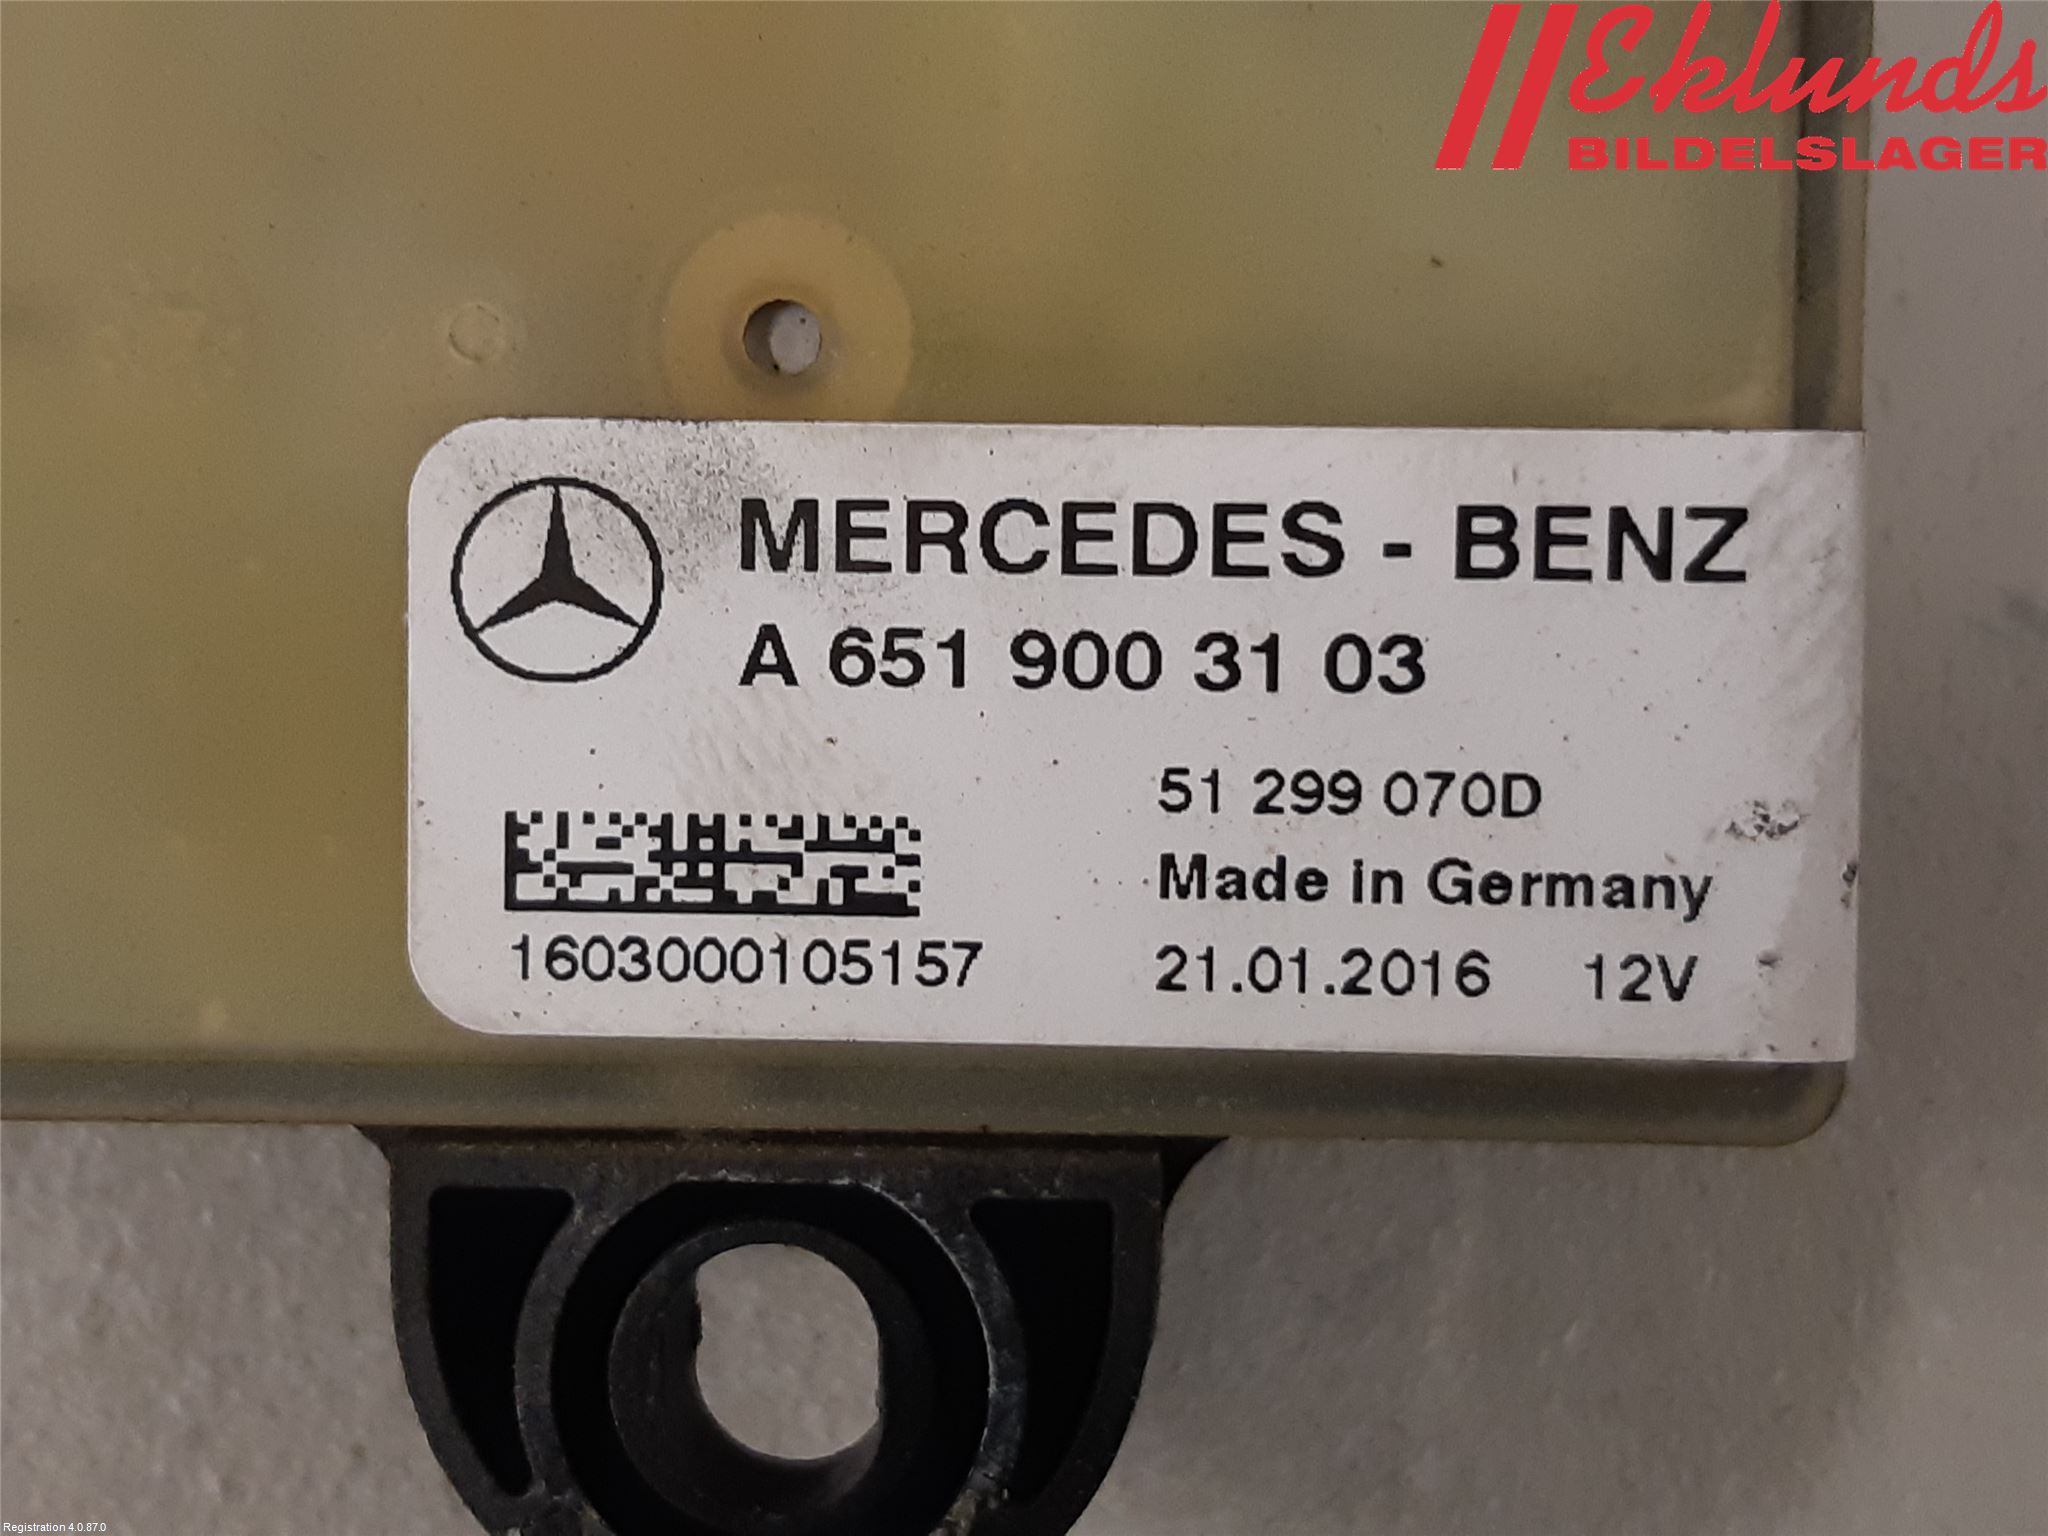 Eklunds
BILDELSLAGER
MERCEDES - BENZ
A 651 900 31 03
51 299 070D
Made in Germany
1603000105157
21.01.2016 12V
Registration 4.0.87.0